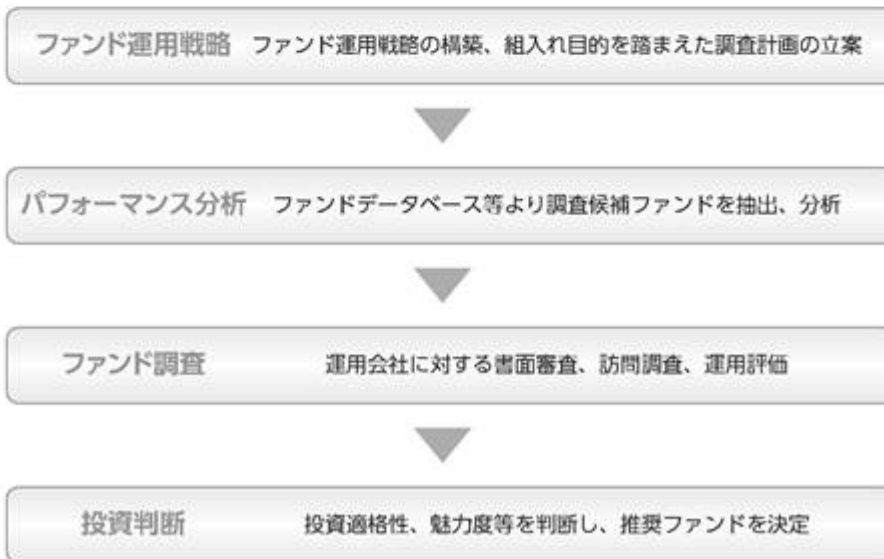 ファンド運用戦略 ファンド運用戦略の構築、組入れ目的を踏まえた調査計画の立案
パフォーマンス分析 ファンドデータベース等より調査候補ファンドを抽出、分析
ファンド調査 運用会社に対する書面審査、訪問調査、運用評価
投資判断 投資適格性、魅力度等を判断し、推奨ファンドを決定